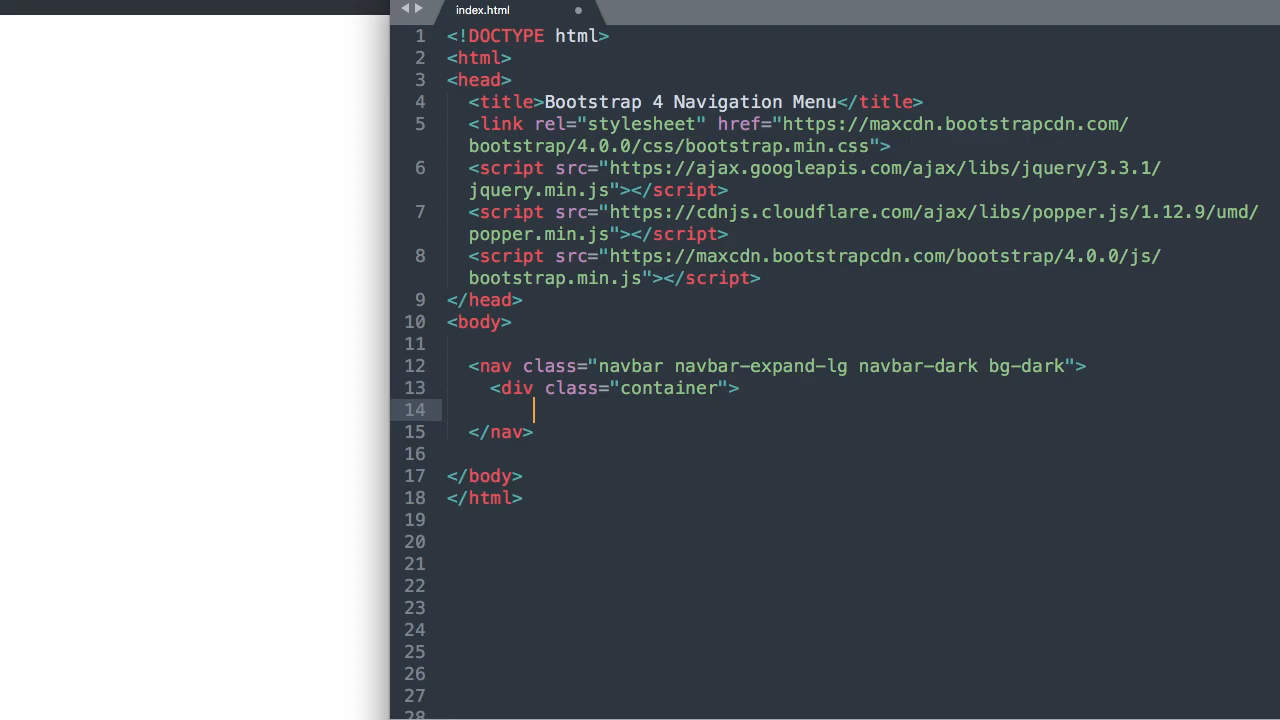 index.html
1 <!DOCTYPE html>
2 <html>
3 <head>
4 <title>Bootstrap 4 Navigation Menu</title>
5 <link rel="stylesheet" href="https://maxcdn.bootstrapcdn.com/
bootstrap/4.0.0/css/bootstrap.min.css">
6 <script src="https://ajax.googleapis.com/ajax/libs/jquery/3.3.1/
jquery.min.js"></script>
7 <script src="https://cdnjs.cloudflare.com/ajax/libs/popper.js/1.12.9/umd/
popper.min.js"></script>
8 <script src="https://maxcdn.bootstrapcdn.com/bootstrap/4.0.0/js/
bootstrap.min.js"></script>
9 </head>
10 <body>
11
12 <nav class="navbar navbar-expand-lg navbar-dark bg-dark">
13 <div class="container">
14
15 </nav>
16
17 </body>
18 </html>
19
20
21
22
23
24
25
26
27
28